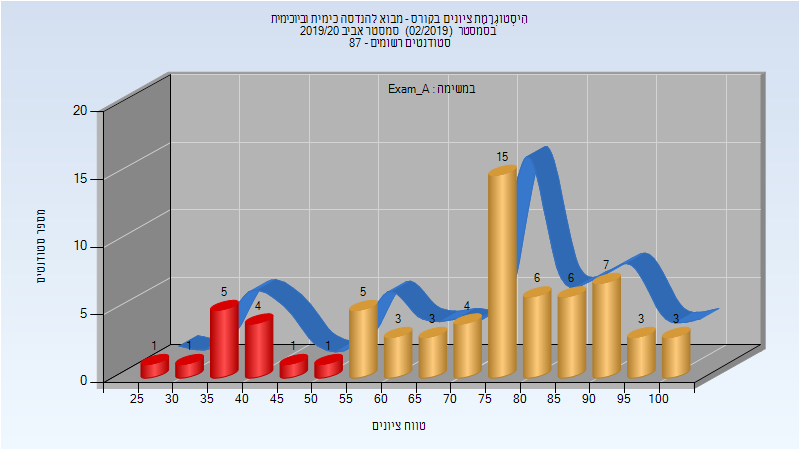 היסטוגרמת ציונים בקורס - מבוא להנדסה כימית וביוכימית
בסמסטר (02/2019) סמסטר אביב 2019/20
סטודנטים רשומים - 87
במשימה : Exam_A
מספר סטודנטים
20
15
10
5
0
1 1 5 4 1 1 5 3 3 4 15 6 6 7 3 3
25 30 35 40 45 50 55 60 65 70 75 80 85 90 95 100
טווח ציונים